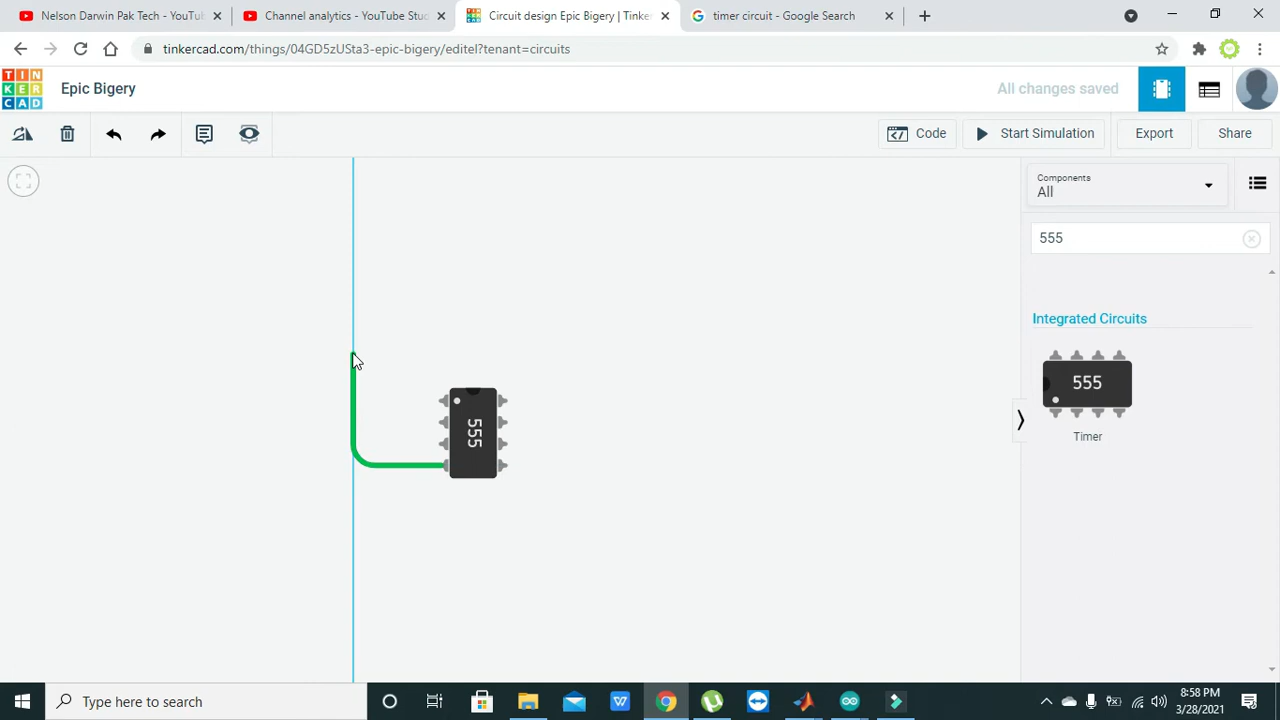 Nelson Darwin Pak Tech - YouTu
Channel analytics - YouTube Stud
Circuit design Epic Bigery | Tinker
timer circuit - Google Search
tinkercad.com/things/04GD5zUSta3-epic-bigery/editel?tenant=circuits
TIN
KER
CAD
Epic Bigery
All changes saved
Code
Start Simulation
Export
Share
Components
All
555
Integrated Circuits
555
Timer
555
Type here to search
W
8:58 PM
3/28/2021